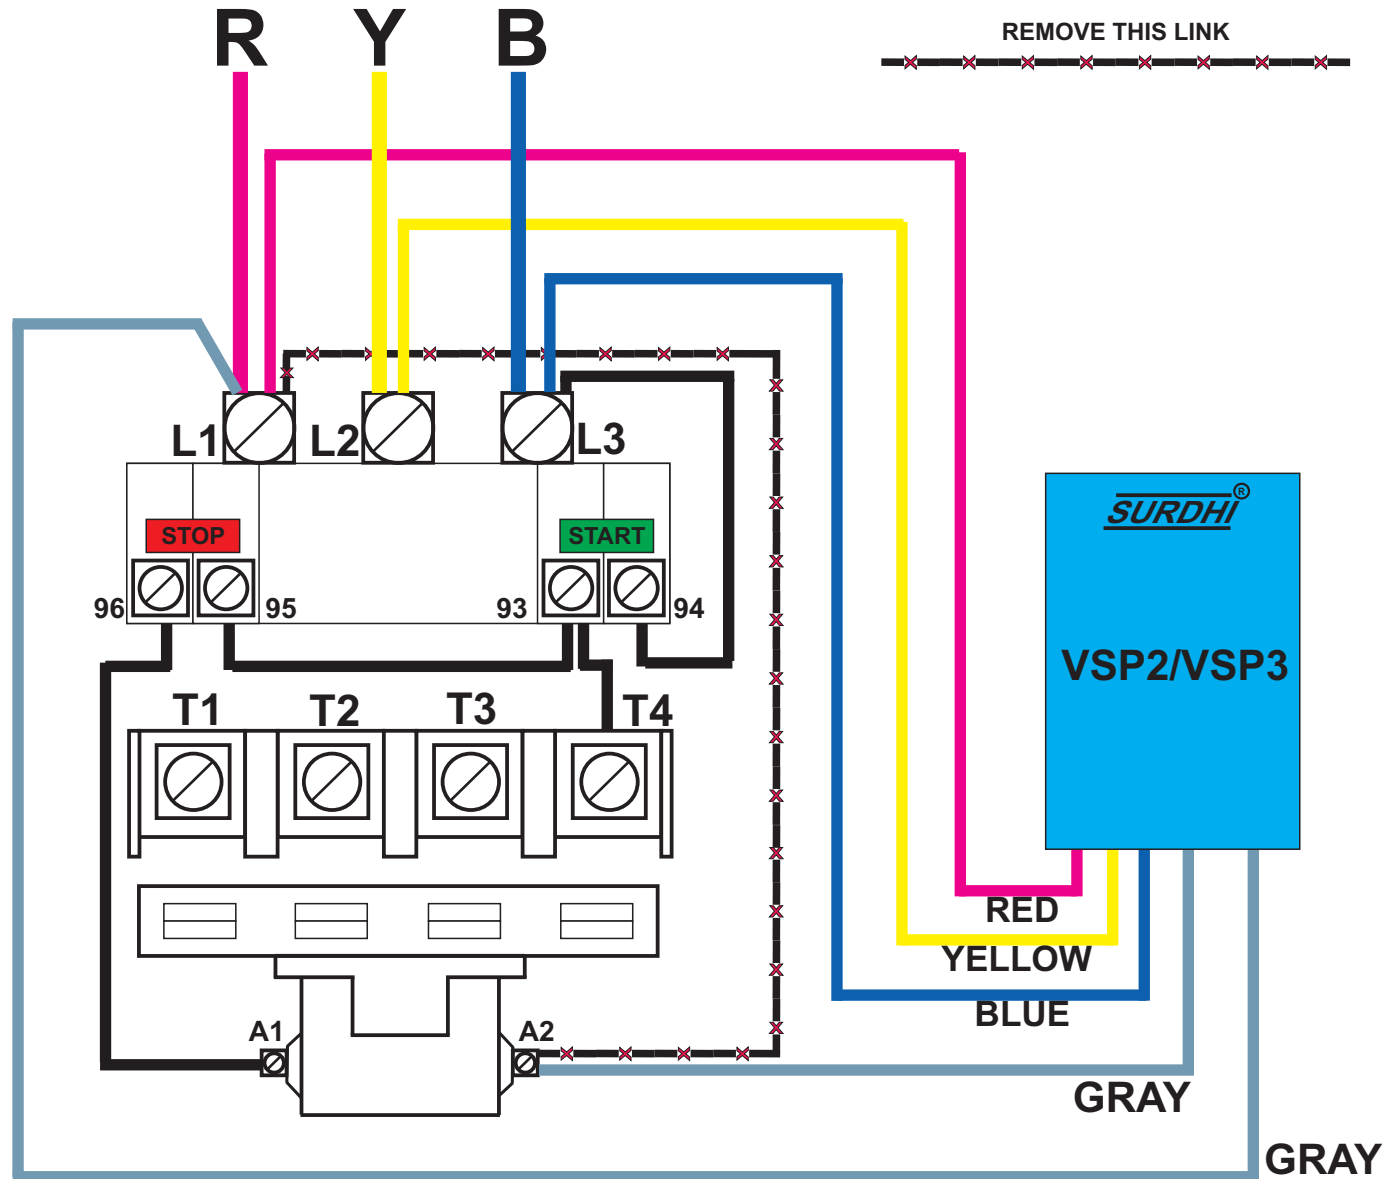 R Y B
REMOVE THIS LINK
L1 L2 L3
SURDHI ®
STOP START
96 95 93 94
VSP2/VSP3
T1 T2 T3 T4
RED
YELLOW
BLUE
A1 A2
GRAY
GRAY